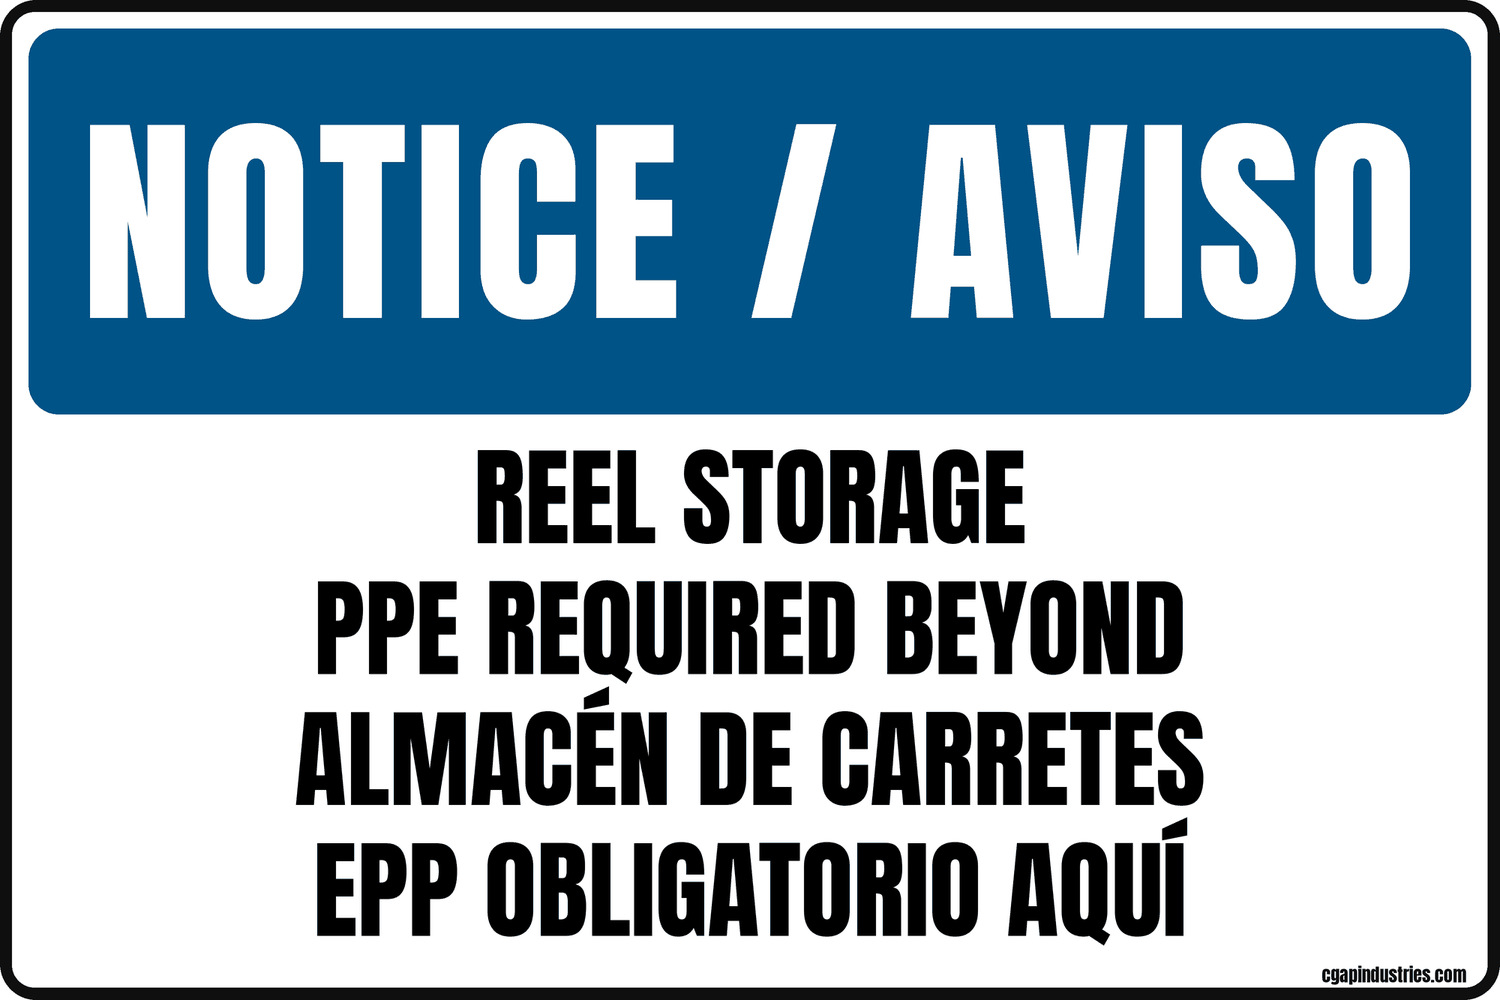 NOTICE / AVISO
REEL STORAGE
PPE REQUIRED BEYOND
ALMACÉN DE CARRETES
EPP OBLIGATORIO AQUÍ
cgapindustries.com